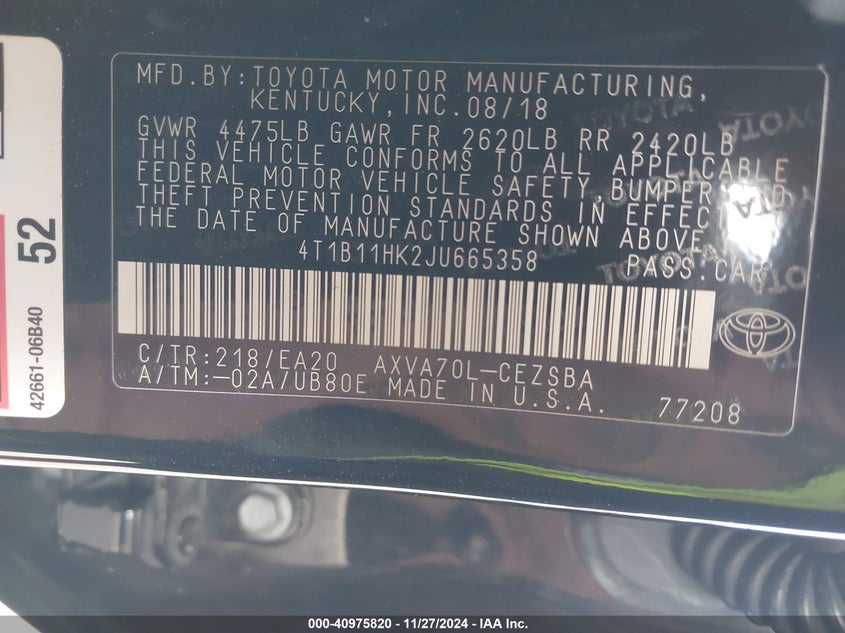 MFD.BY:TOYOTA MOTOR MANUFACTURING,
KENTUCKY,INC.08/18
GVWR 4475LB GAWR FR 2620LB RR 2420LB
THIS VEHICLE CONFORMS TO ALL APPLICABLE
FEDERAL MOTOR VEHICLE SAFETY,BUMPER,AND
THEFT PREVENTION STANDARDS IN EFFECT
THE DATE OF MANUFACTURE SHOWN ABOVE.
4T1B11HK2JU665358 PASS.CAR
C/TR:218/EA20 AXVA70L-CEZSBA
A/TM:-02A/UB80E MADE IN U.S.A. 77208
52
42661-06B40
TOYOTA
TOYOTA
000-40975820 - 11/27/2024 - IAA Inc.